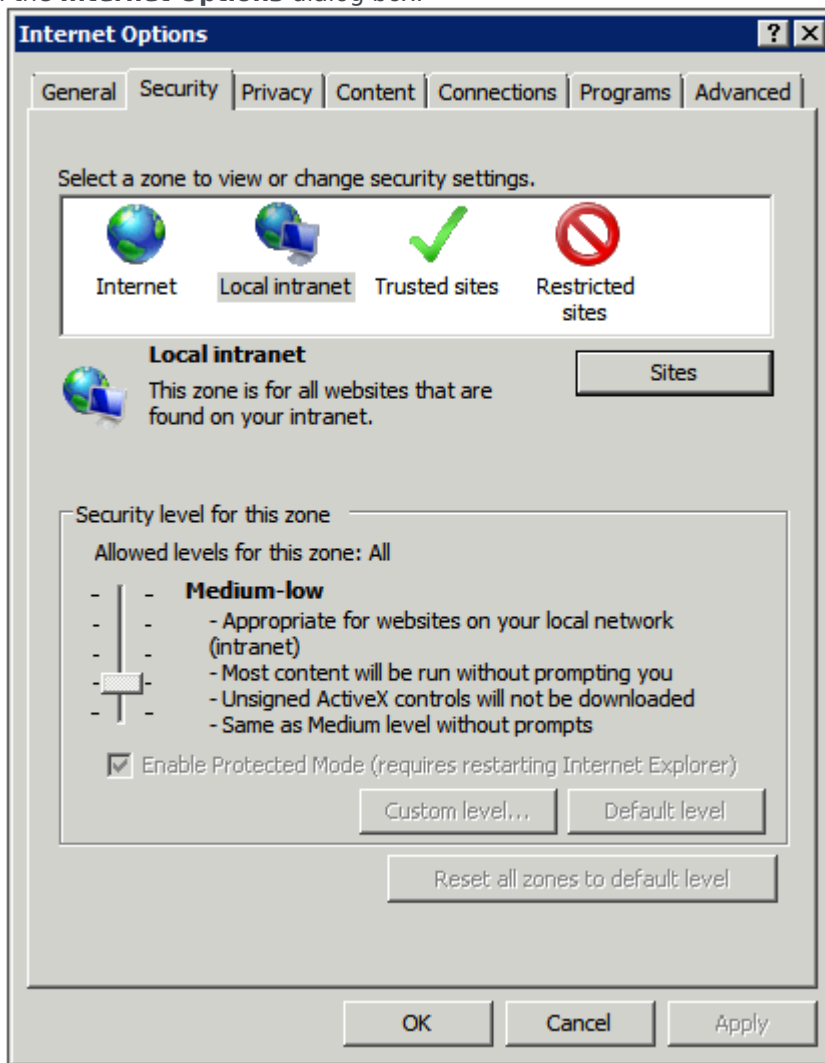 the Internet Options dialog box.
Internet Options
General Security Privacy Content Connections Programs Advanced
Select a zone to view or change security settings.
Internet Local intranet Trusted sites Restricted
sites
Local intranet
Sites
This zone is for all websites that are
found on your intranet.
Security level for this zone
Allowed levels for this zone: All
Medium-low
- Appropriate for websites on your local network
(intranet)
- Most content will be run without prompting you
- Unsigned ActiveX controls will not be downloaded
- Same as Medium level without prompts
Enable Protected Mode (requires restarting Internet Explorer)
Custom level... Default level
Reset all zones to default level
OK Cancel Apply